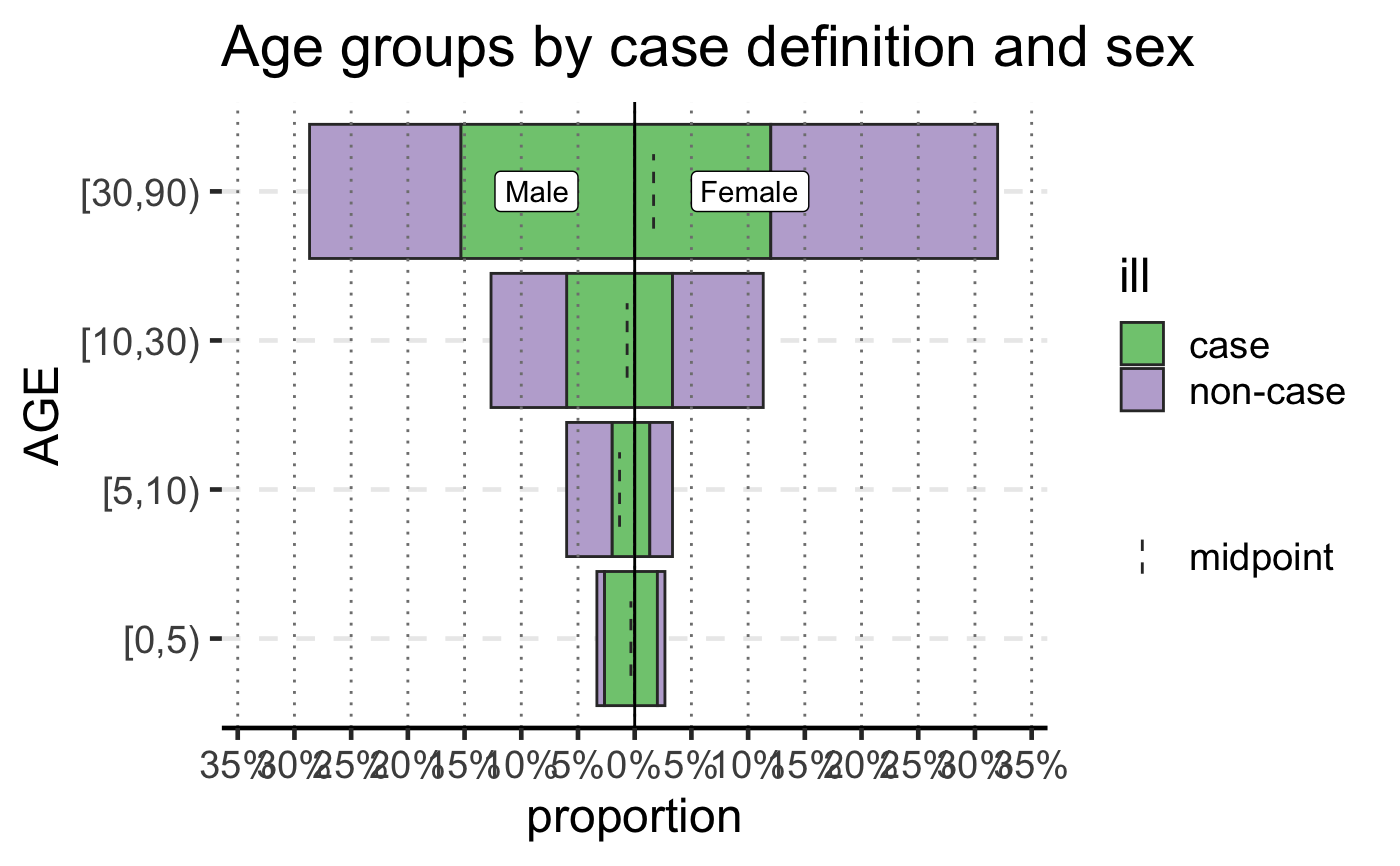 Age groups by case definition and sex
[30,90)
Male
Female
[10,30)
[5,10)
[0,5)
AGE
ill
case
non-case
midpoint
35% 30% 25% 20% 15% 10% 5% 0% 5% 10% 15% 20% 25% 30% 35%
proportion